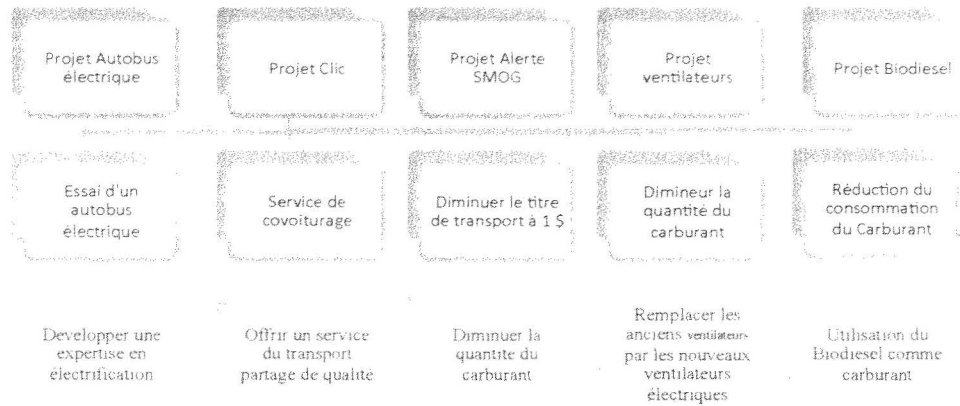 Projet Autobus
électrique
Projet Clic
Projet Alerte
SMOG
Projet
ventilateurs
Projet Biodiesel
Essai d'un
autobus
électrique
Service de
covoiturage
Diminuer le titre
de transport à 1 $
Dimineur la
quantité du
carburant
Réduction du
consommation
du Carburant
Developper une
expertise en
électrification
Offrir un service
du transport
partage de qualité
Diminuer la
quantite du
carburant
Remplacer les
anciens ventilateurs
par les nouveaux
ventilateurs
électriques
Utilisation du
Biodiesel comme
carburant